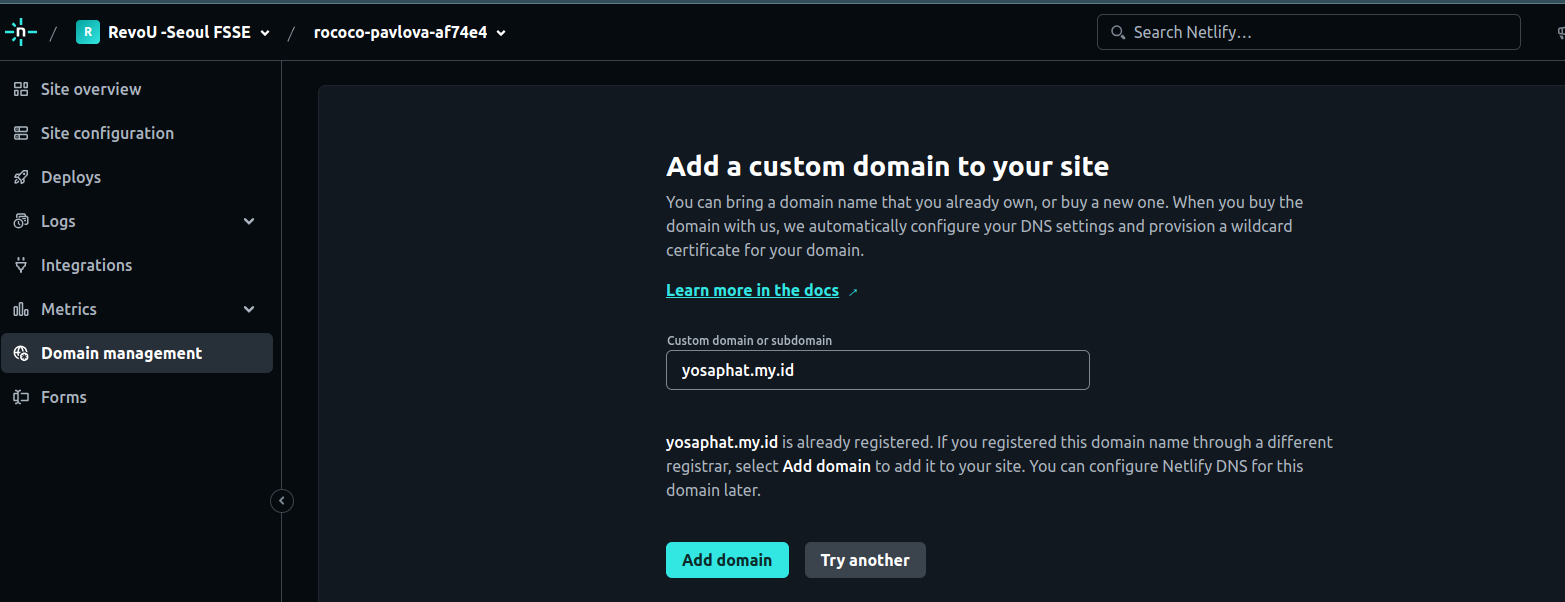 n / R RevoU -Seoul FSSE / rococo-pavlova-af74e4
Search Netlify...
Site overview
Site configuration
Deploys
Logs
Integrations
Metrics
Domain management
Forms
Add a custom domain to your site
You can bring a domain name that you already own, or buy a new one. When you buy the
domain with us, we automatically configure your DNS settings and provision a wildcard
certificate for your domain.
Learn more in the docs
Custom domain or subdomain
yosaphat.my.id
yosaphat.my.id is already registered. If you registered this domain name through a different
registrar, select Add domain to add it to your site. You can configure Netlify DNS for this
domain later.
Add domain
Try another